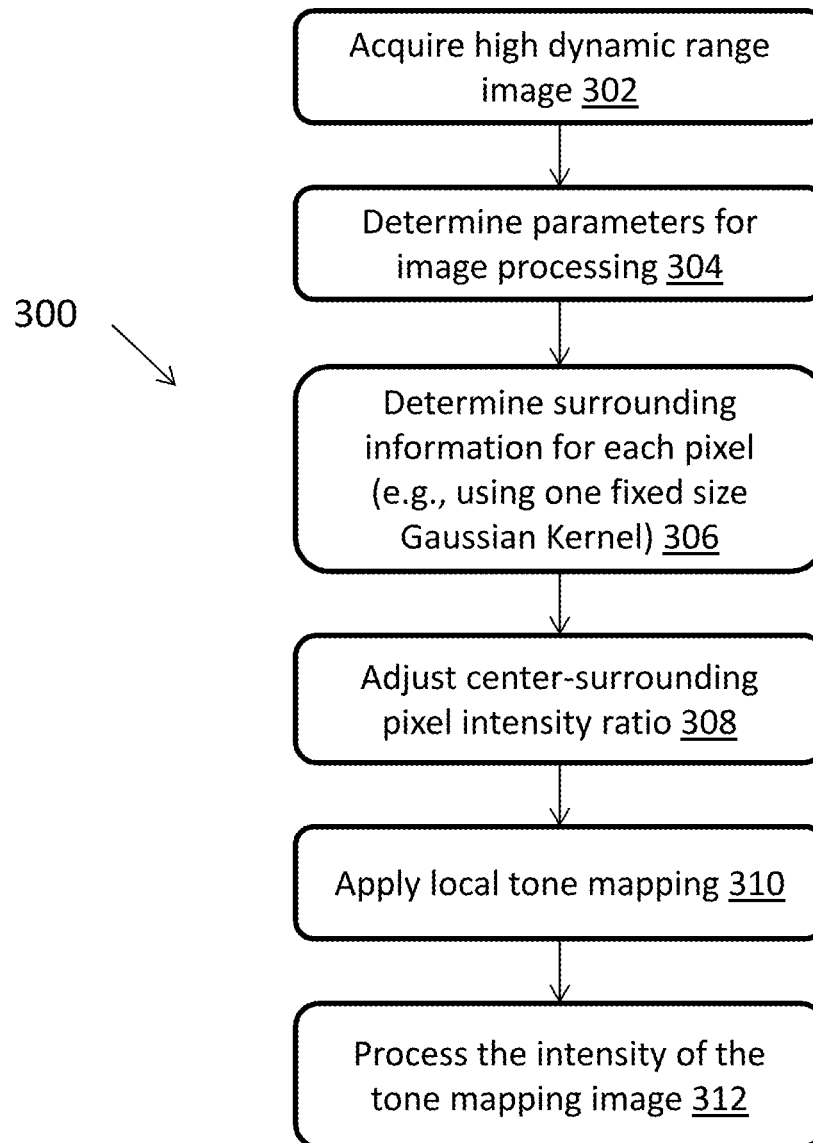 Acquire high dynamic range
image 302
Determine parameters for
image processing 304
300
Determine surrounding
information for each pixel
(e.g., using one fixed size
Gaussian Kernel) 306
Adjust center-surrounding
pixel intensity ratio 308
Apply local tone mapping 310
Process the intensity of the
tone mapping image 312